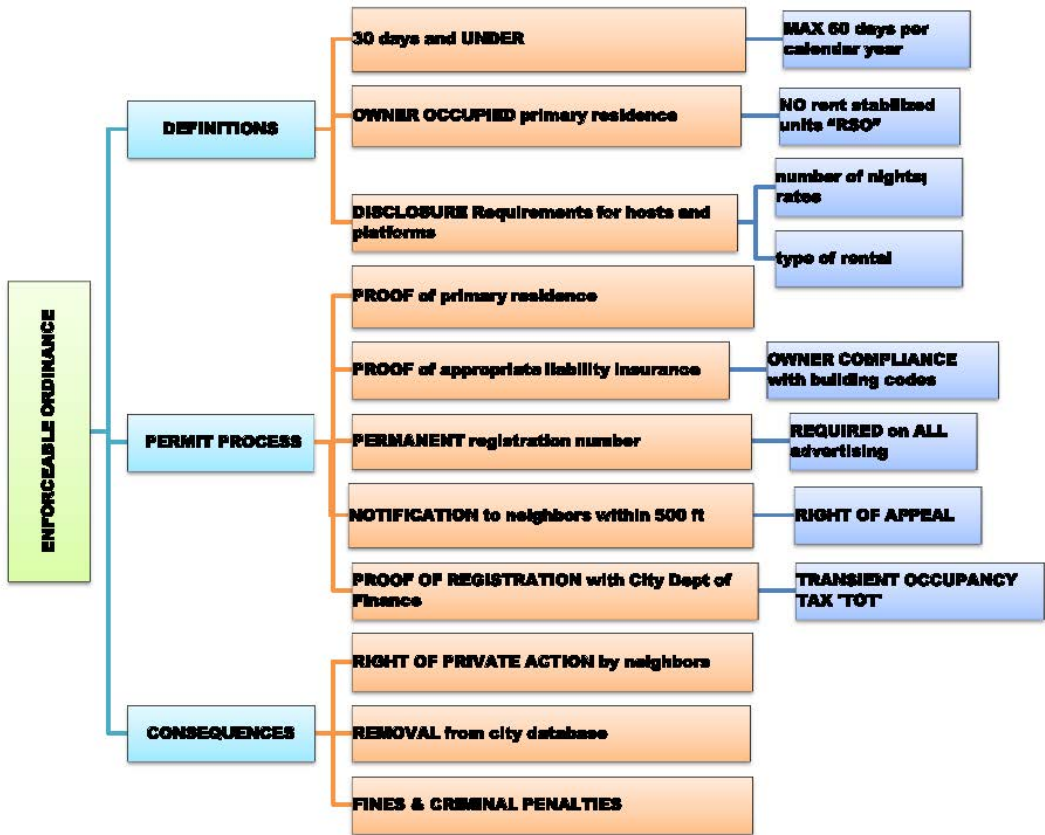 ENFORCEABLE ORDINANCE
DEFINITIONS
30 days and UNDER
MAX 60 days per
calendar year
OWNER OCCUPIED primary residence
NO rent stabilized
units “RSO”
DISCLOSURE Requirements for hosts and
platforms
number of nights;
rates
type of rental
PERMIT PROCESS
PROOF of primary residence
PROOF of appropriate liability insurance
OWNER COMPLIANCE
with building codes
PERMANENT registration number
REQUIRED on ALL
advertising
NOTIFICATION to neighbors within 500 ft
RIGHT OF APPEAL
PROOF OF REGISTRATION with City Dept of
Finance
TRANSIENT OCCUPANCY
TAX 'TOT'
CONSEQUENCES
RIGHT OF PRIVATE ACTION by neighbors
REMOVAL from city database
FINES & CRIMINAL PENALTIES